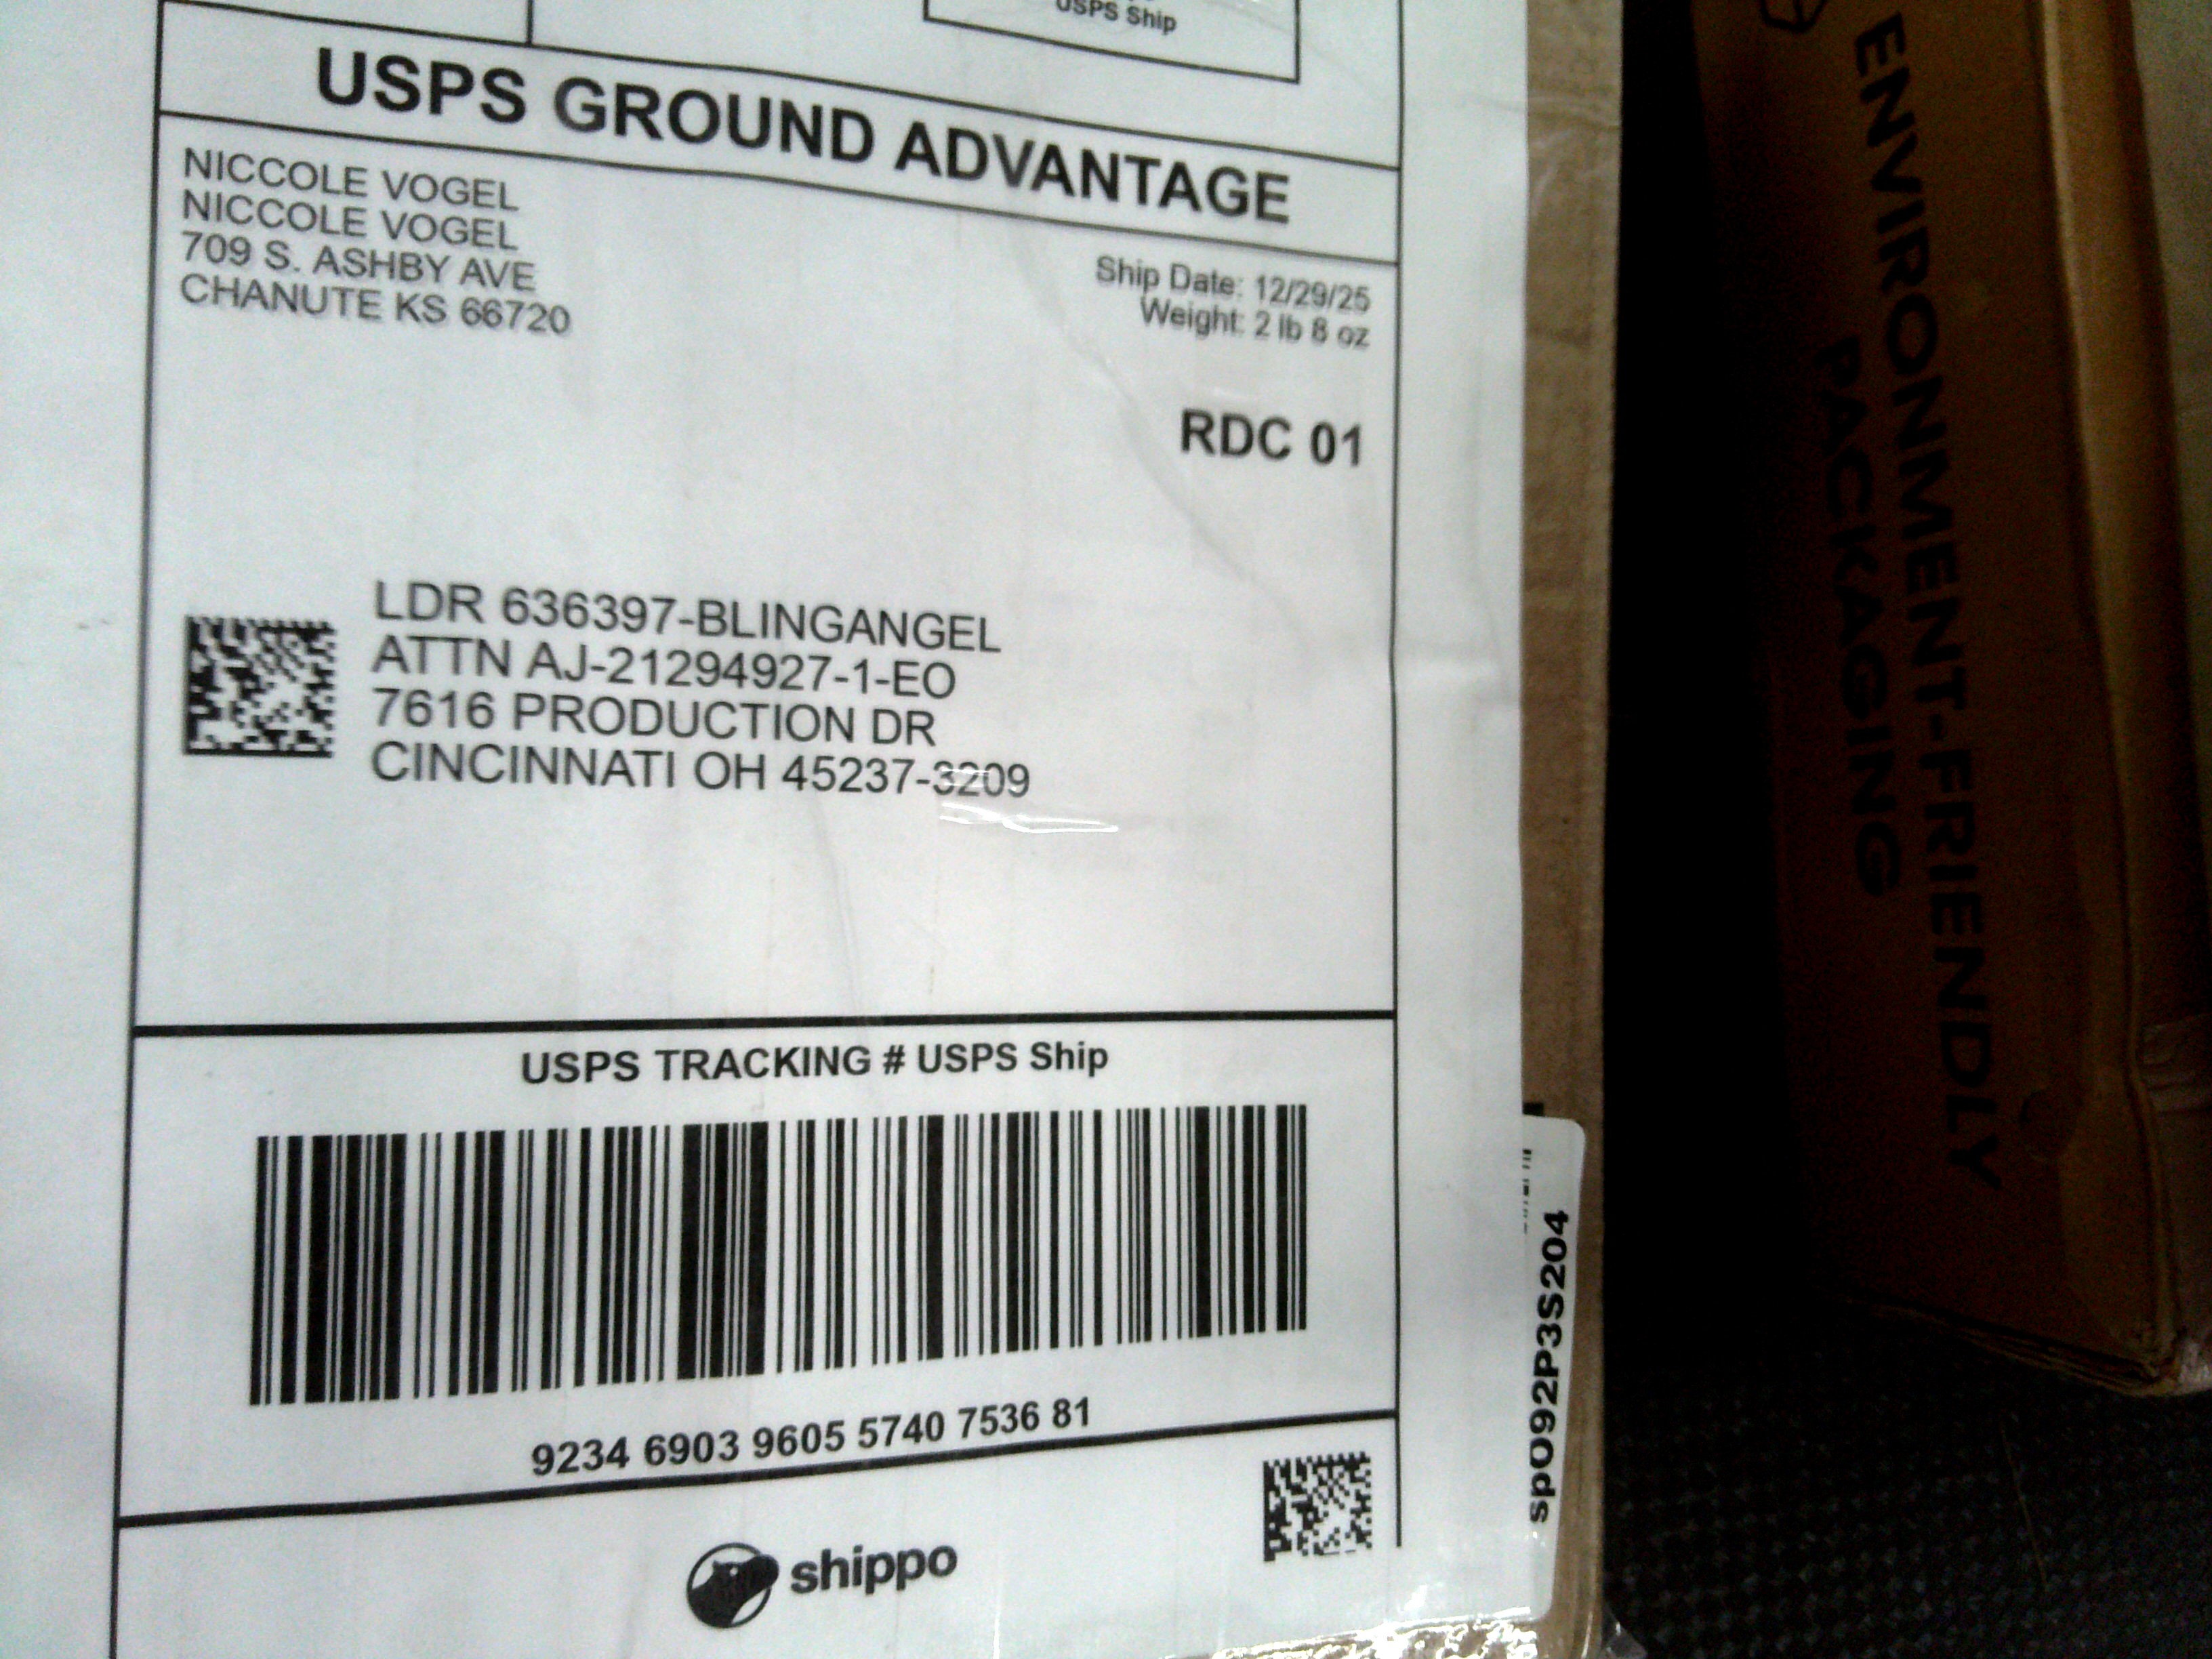 USPS Ship
USPS GROUND ADVANTAGE
NICCOLE VOGEL
NICCOLE VOGEL
709 S. ASHBY AVE
CHANUTE KS 66720
Ship Date: 12/29/25
Weight: 2 lb 8 oz
RDC 01
LDR 636397-BLINGANGEL
ATTN AJ-21294927-1-EO
7616 PRODUCTION DR
CINCINNATI OH 45237-3209
USPS TRACKING # USPS Ship
9234 6903 9605 5740 7536 81
shippo
spO92P3S204
ENVIRONMENT-FRIENDLY
PACKAGING